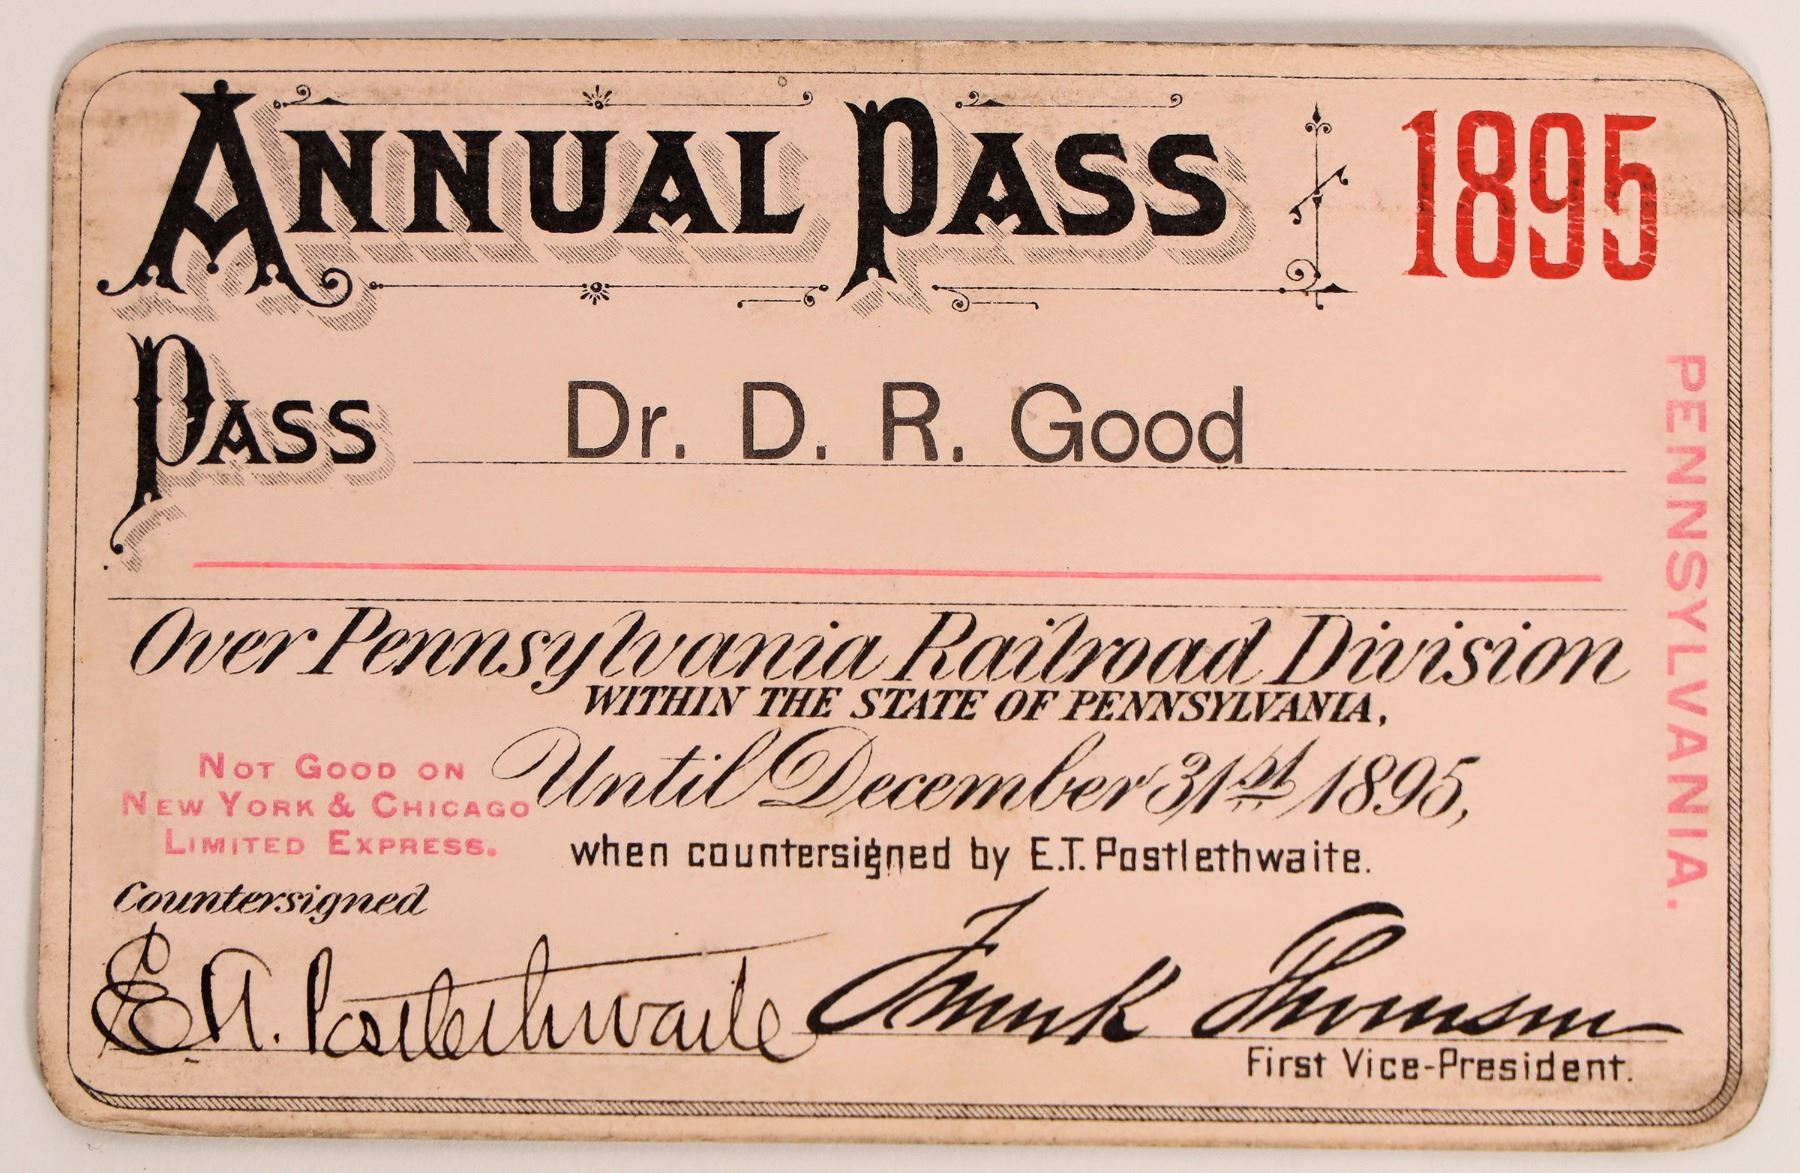 ANNUAL PASS 1895
PASS Dr. D. R. Good
PENNSYLVANIA.
Over Pennsylvania Railroad Division
WITHIN THE STATE OF PENNSYLVANIA,
Until December 31st 1895,
NOT GOOD ON
NEW YORK & CHICAGO
LIMITED EXPRESS.
when countersigned by E.T. Postlethwaite.
Countersigned
E.T. Postlethwaite Frank Thomson
First Vice-President.